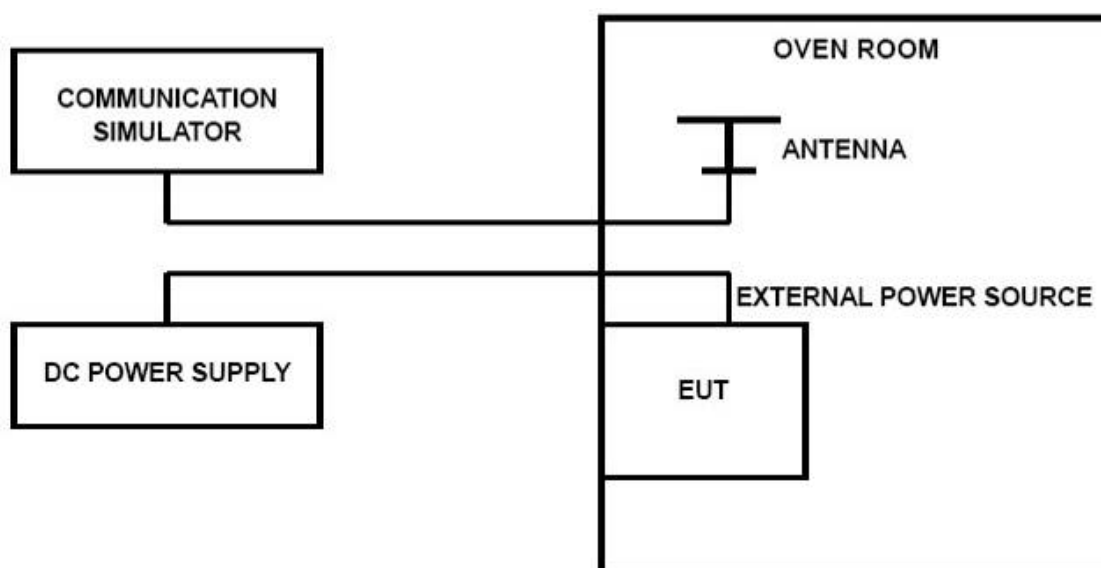 OVEN ROOM
COMMUNICATION
SIMULATOR
ANTENNA
EXTERNAL POWER SOURCE
DC POWER SUPPLY
EUT